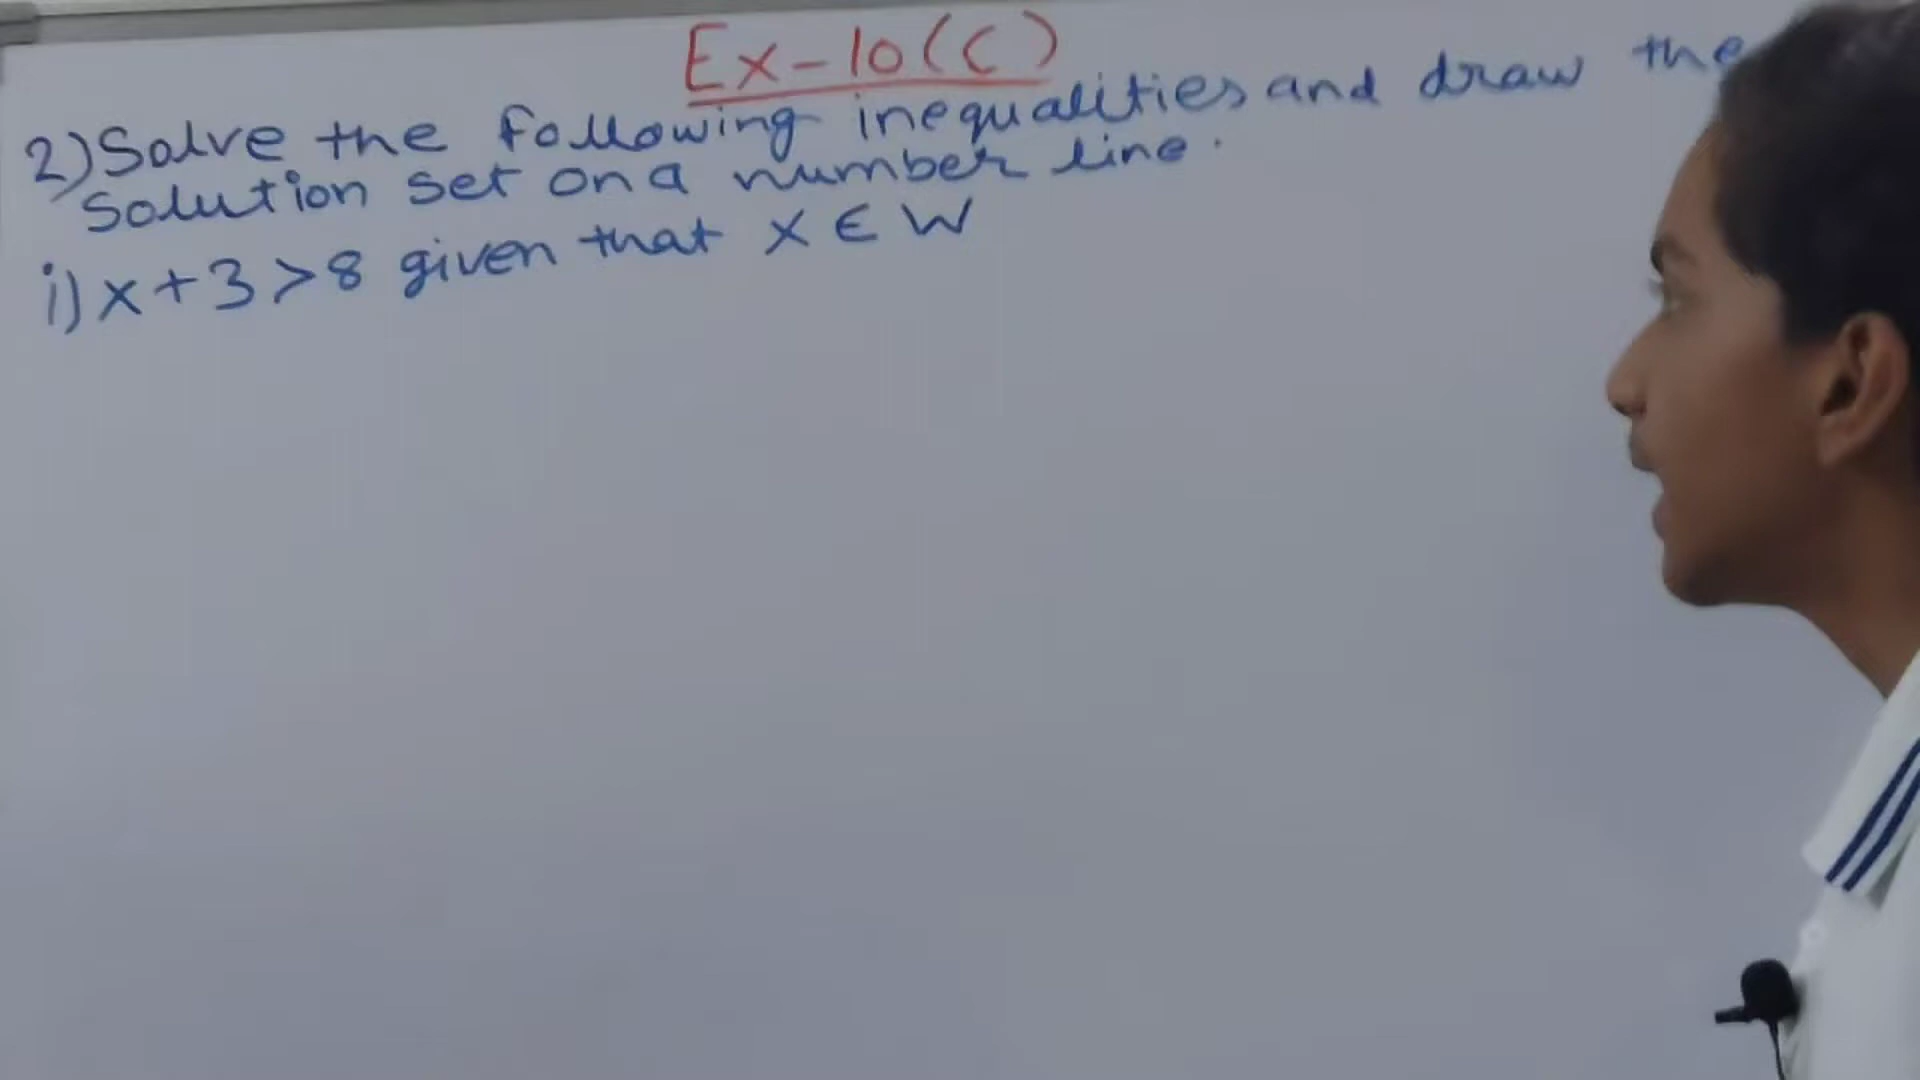 Ex-10(C)
2) Solve the following inequalities and draw the
solution set on a number line.
i) x+3>8 given that x ∈ W